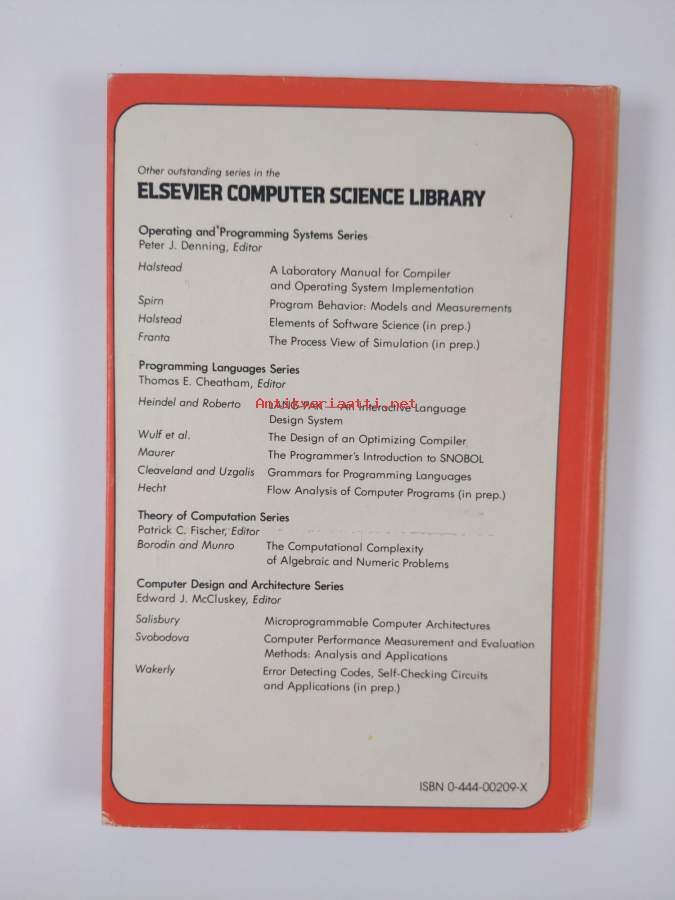 Other outstanding series in the
ELSEVIER COMPUTER SCIENCE LIBRARY
Operating and Programming Systems Series
Peter J. Denning, Editor
Halstead A Laboratory Manual for Compiler
and Operating System Implementation
Spirn Program Behavior: Models and Measurements
Halstead Elements of Software Science (in prep.)
Franta The Process View of Simulation (in prep.)
Programming Languages Series
Thomas E. Cheatham, Editor
Antikvariaatti.net
Heindel and Roberto LANG-PAK—An Interactive Language
Design System
Wulf et al. The Design of an Optimizing Compiler
Maurer The Programmer's Introduction to SNOBOL
Cleaveland and Uzgalis Grammars for Programming Languages
Hecht Flow Analysis of Computer Programs (in prep.)
Theory of Computation Series
Patrick C. Fischer, Editor
Borodin and Munro The Computational Complexity
of Algebraic and Numeric Problems
Computer Design and Architecture Series
Edward J. McCluskey, Editor
Salisbury Microprogrammable Computer Architectures
Svobodova Computer Performance Measurement and Evaluation
Methods: Analysis and Applications
Wakerly Error Detecting Codes, Self-Checking Circuits
and Applications (in prep.)
ISBN 0-444-00209-X